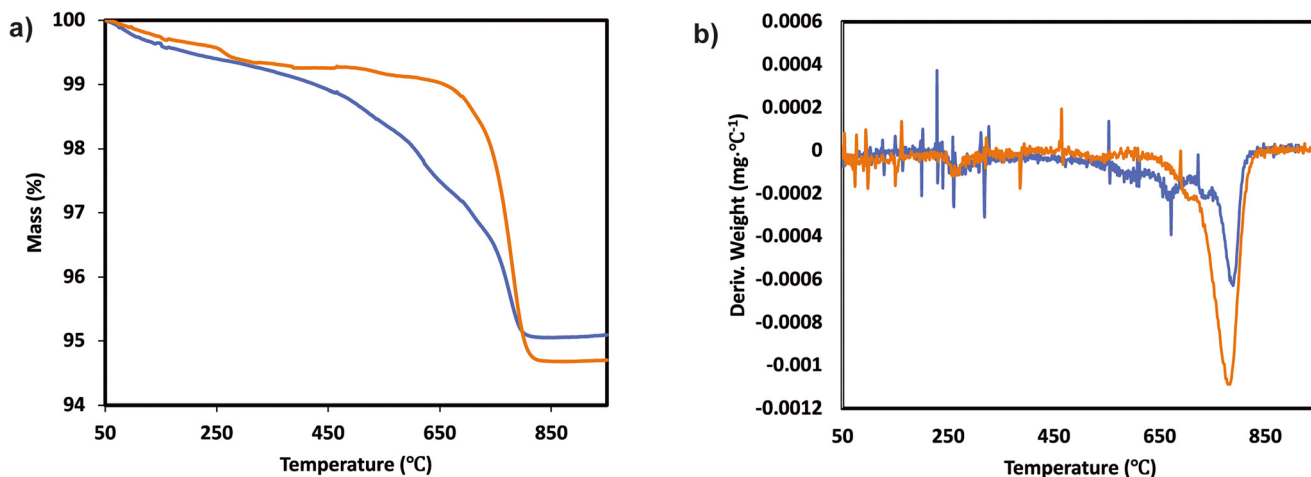 a)
100
99
98
97
96
95
94
Mass (%)
50 250 450 650 850
Temperature (℃)
b)
0.0006
0.0004
0.0002
0
-0.0002
-0.0004
-0.0006
-0.0008
-0.001
-0.0012
Deriv. Weight (mg·℃⁻¹)
50 250 450 650 850
Temperature (℃)